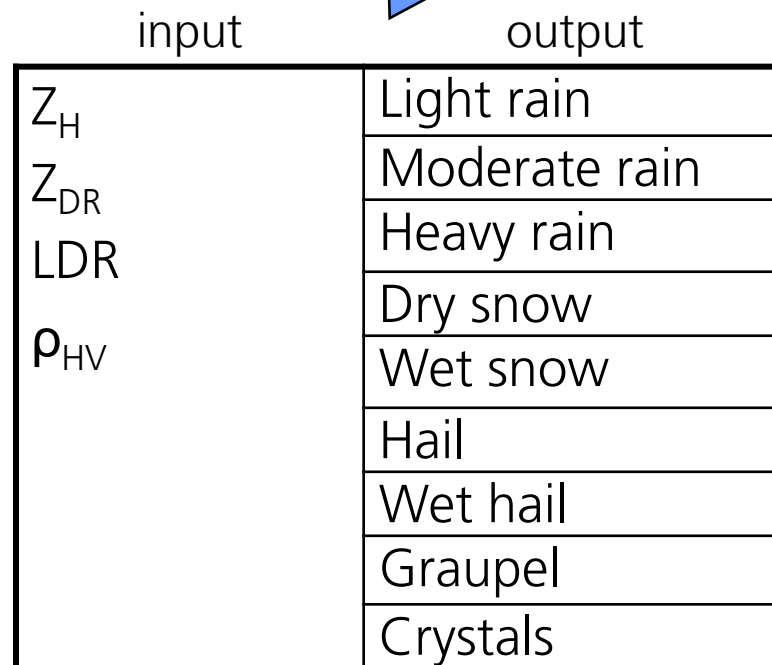 input output
Z_H
Z_DR
LDR
ρ_HV
Light rain
Moderate rain
Heavy rain
Dry snow
Wet snow
Hail
Wet hail
Graupel
Crystals